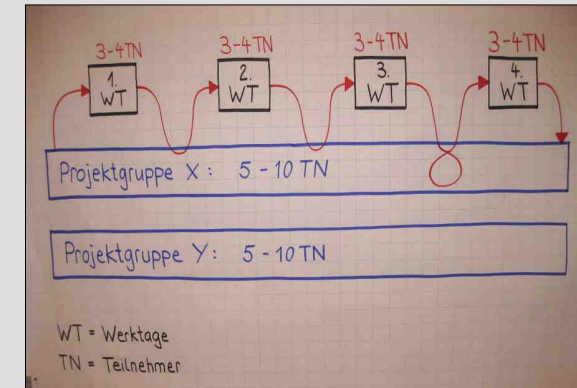 3-4TN 3-4TN 3-4TN 3-4TN
1. 2. 3. 4.
WT WT WT WT
Projektgruppe X: 5-10 TN
Projektgruppe Y: 5-10 TN
WT = Werktage
TN = Teilnehmer